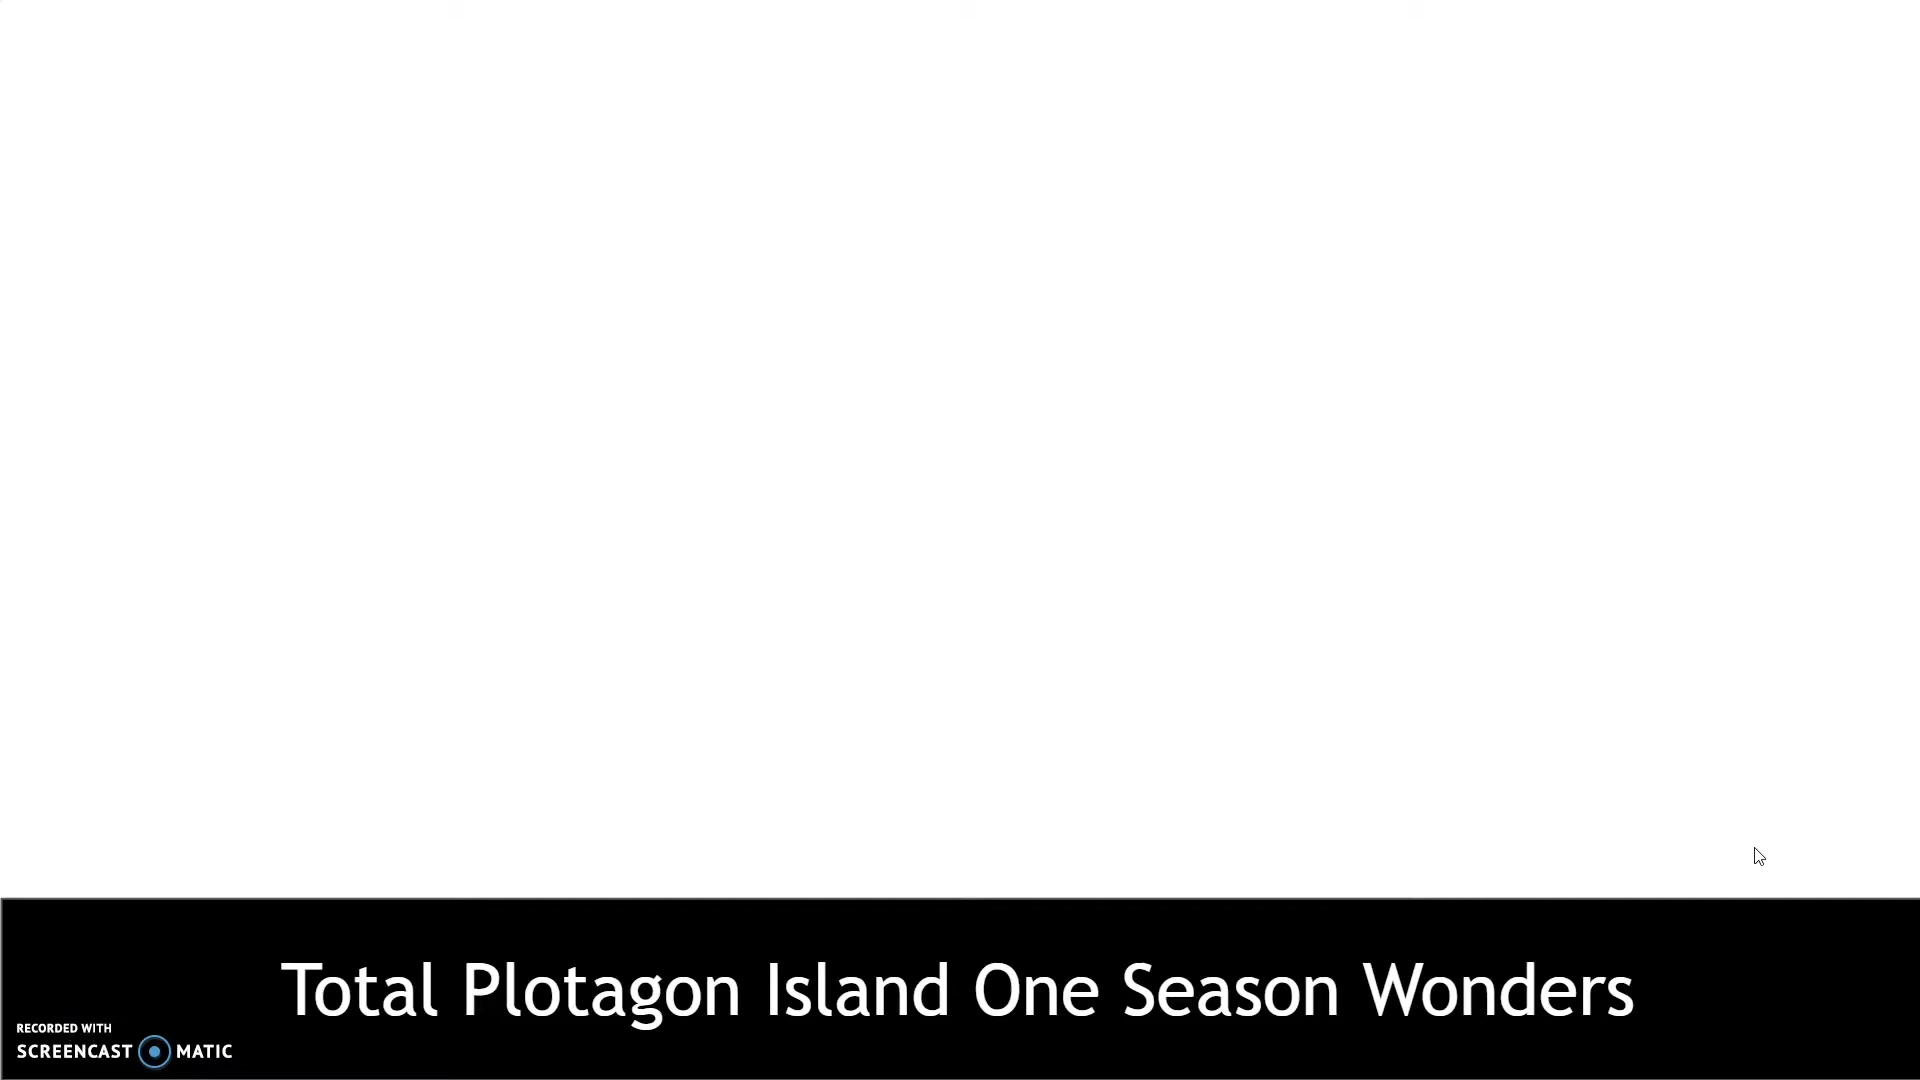 Total Plotagon Island One Season Wonders
RECORDED WITH
SCREENCAST MATIC